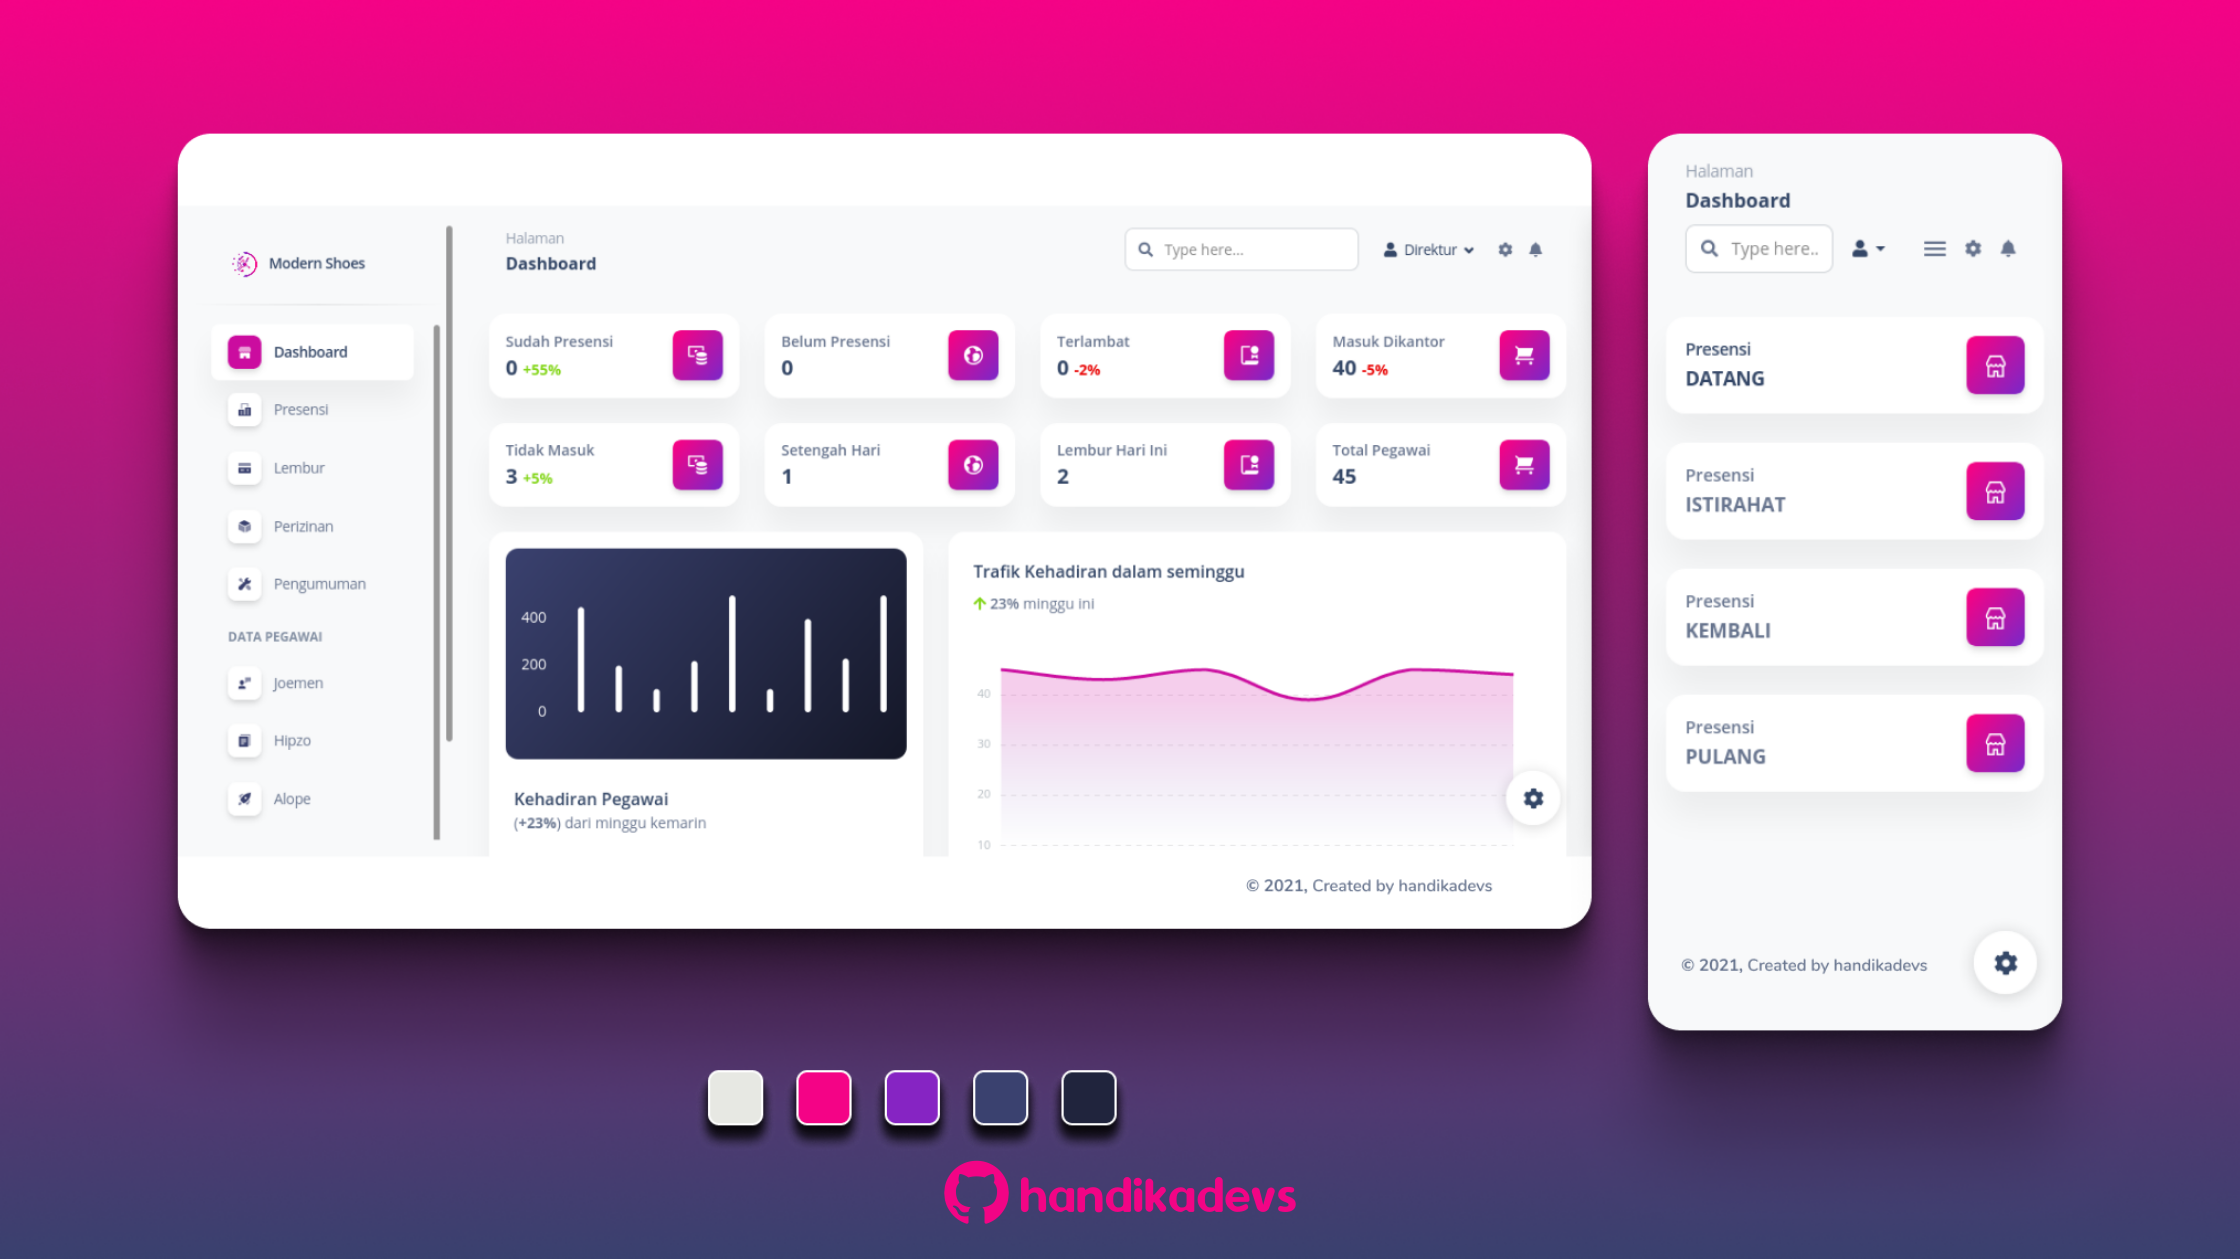 Modern Shoes
Dashboard
Presensi
Lembur
Perizinan
Pengumuman
DATA PEGAWAI
Joemen
Hipzo
Alope
Halaman
Dashboard
Type here...
Direktur
Sudah Presensi
0 +55%
Belum Presensi
0
Terlambat
0 -2%
Masuk Dikantor
40 -5%
Tidak Masuk
3 +5%
Setengah Hari
1
Lembur Hari Ini
2
Total Pegawai
45
400
200
0
Kehadiran Pegawai
(+23%) dari minggu kemarin
Trafik Kehadiran dalam seminggu
23% minggu ini
40
30
20
10
© 2021, Created by handikadevs
Halaman
Dashboard
Type here..
Presensi
DATANG
Presensi
ISTIRAHAT
Presensi
KEMBALI
Presensi
PULANG
© 2021, Created by handikadevs
handikadevs